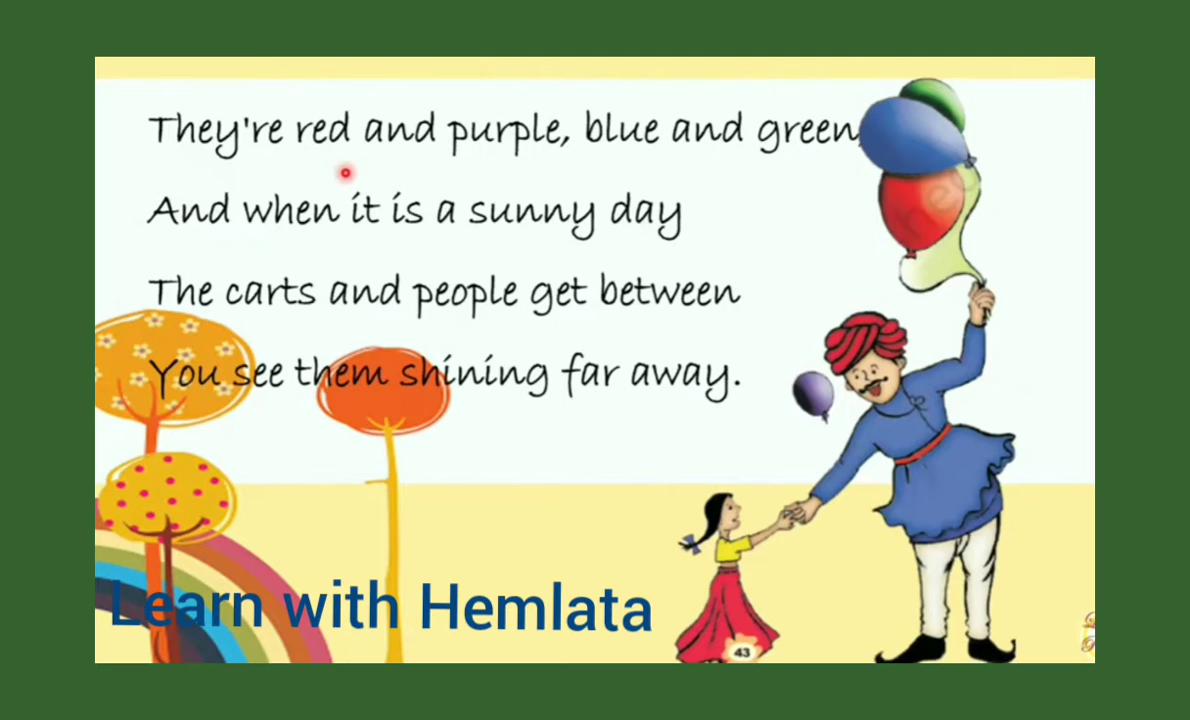 They're red and purple, blue and green,
And when it is a sunny day
The carts and people get between
You see them shining far away.
Learn with Hemlata
43